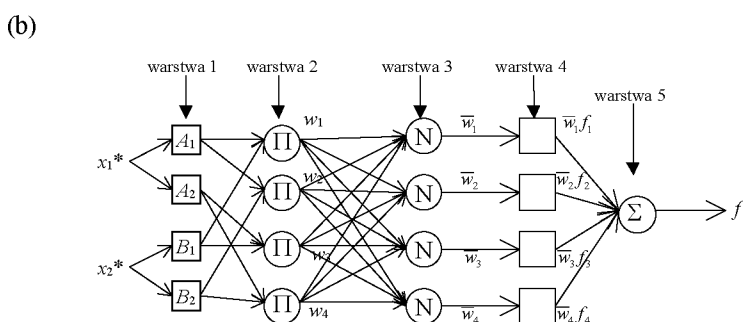 (b)
warstwa 1 warstwa 2 warstwa 3 warstwa 4
warstwa 5
A₁ Π w₁ N w̅₁ w̅₁f₁
x₁*
A₂ Π w₂ N w̅₂ w̅₂f₂
Σ f
B₁ Π w₃ N w̅₃ w̅₃f₃
x₂*
B₂ Π w₄ N w̅₄ w̅₄f₄